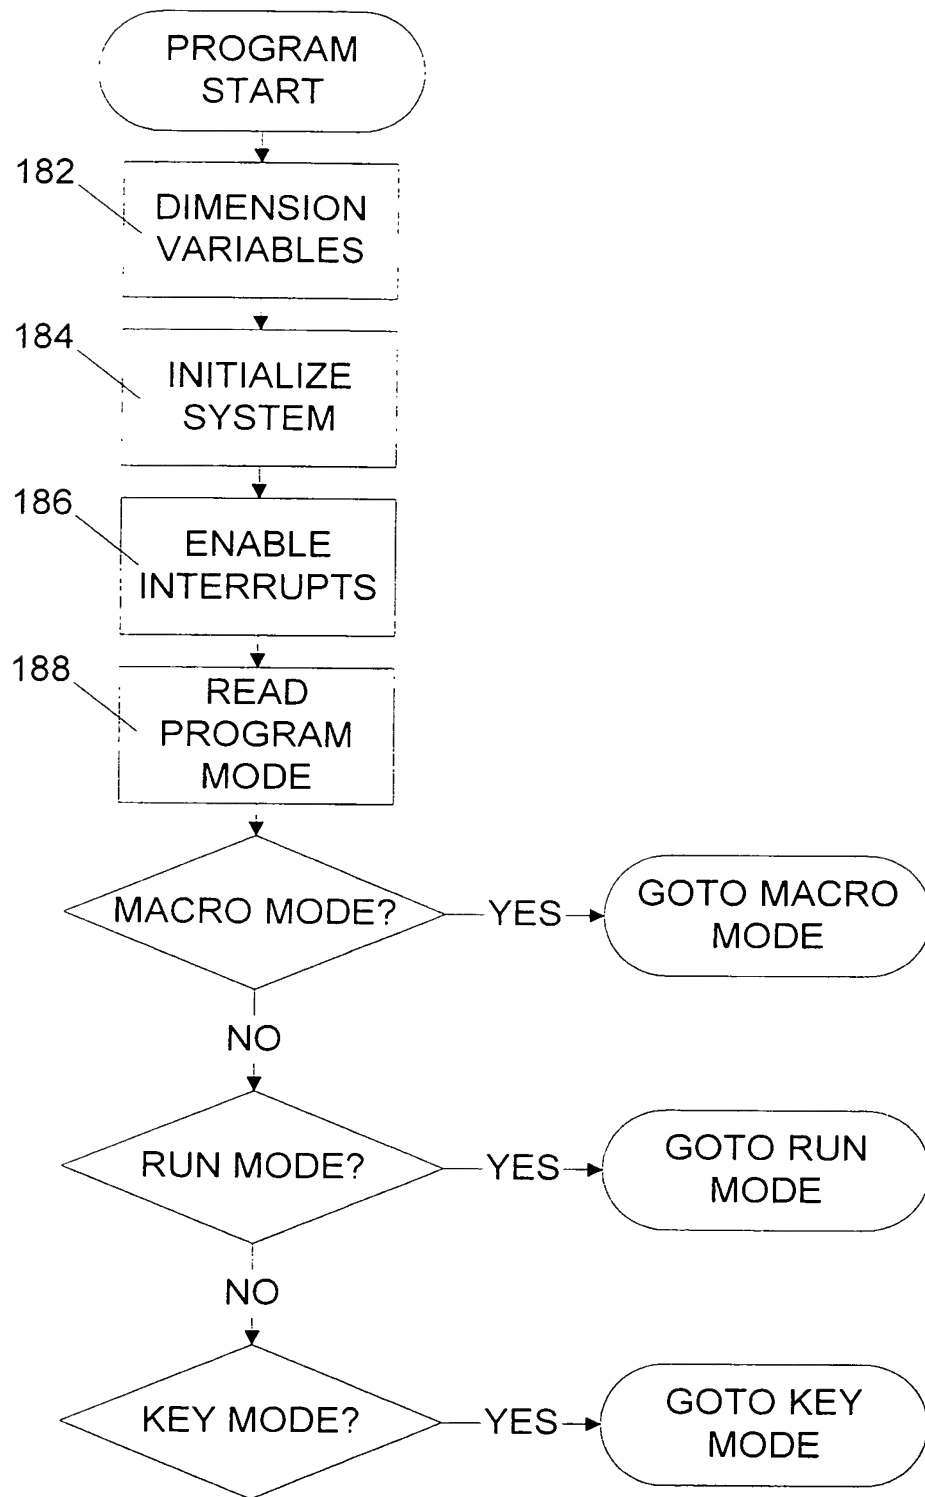 PROGRAM
START
182
DIMENSION
VARIABLES
184
INITIALIZE
SYSTEM
186
ENABLE
INTERRUPTS
188
READ
PROGRAM
MODE
MACRO MODE?
YES
GOTO MACRO
MODE
NO
RUN MODE?
YES
GOTO RUN
MODE
NO
KEY MODE?
YES
GOTO KEY
MODE